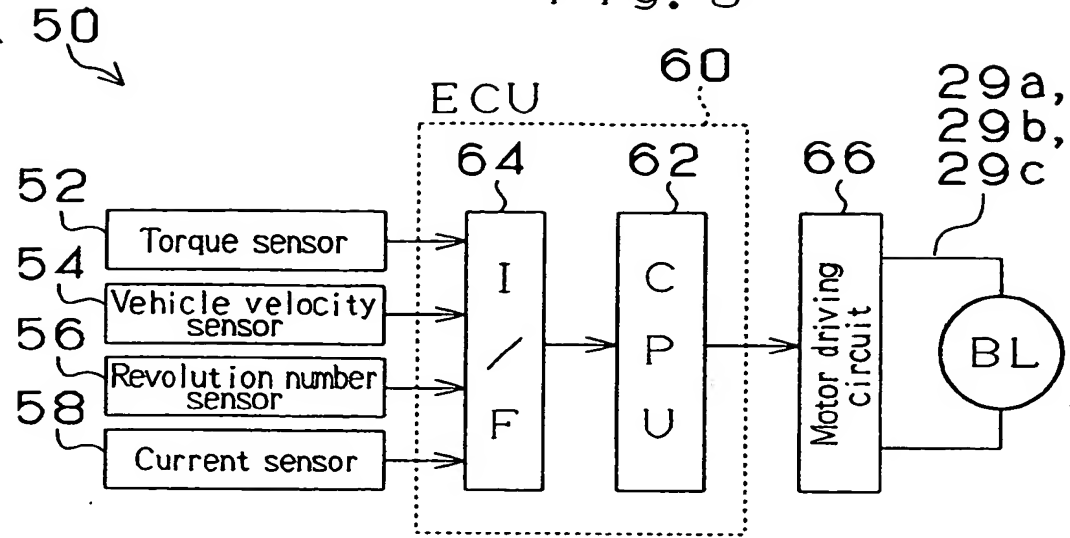 50
60
29a,
29b,
29c
ECU
64
62
66
52
Torque sensor
54
Vehicle velocity
sensor
56
Revolution number
sensor
58
Current sensor
I
/
F
C
P
U
Motor driving
circuit
BL